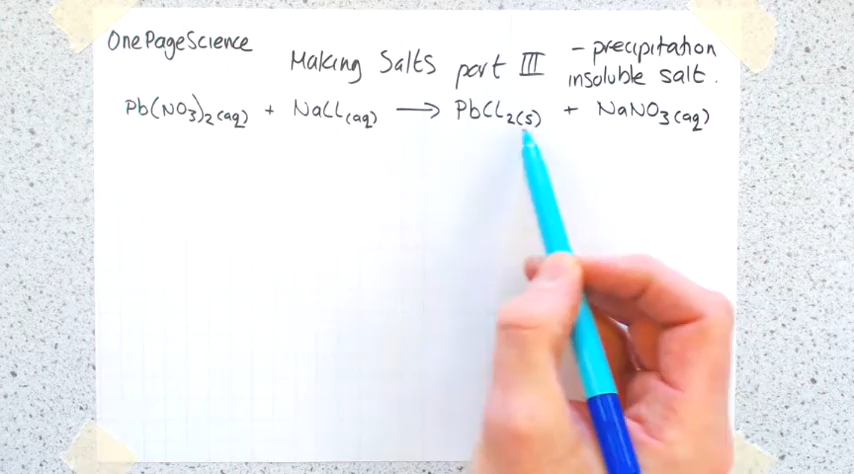 OnePageScience
Making Salts part III
- precipitation
insoluble salt.
Pb(NO3)2(aq) + NaCl(aq) → PbCl2(s) + NaNO3(aq)